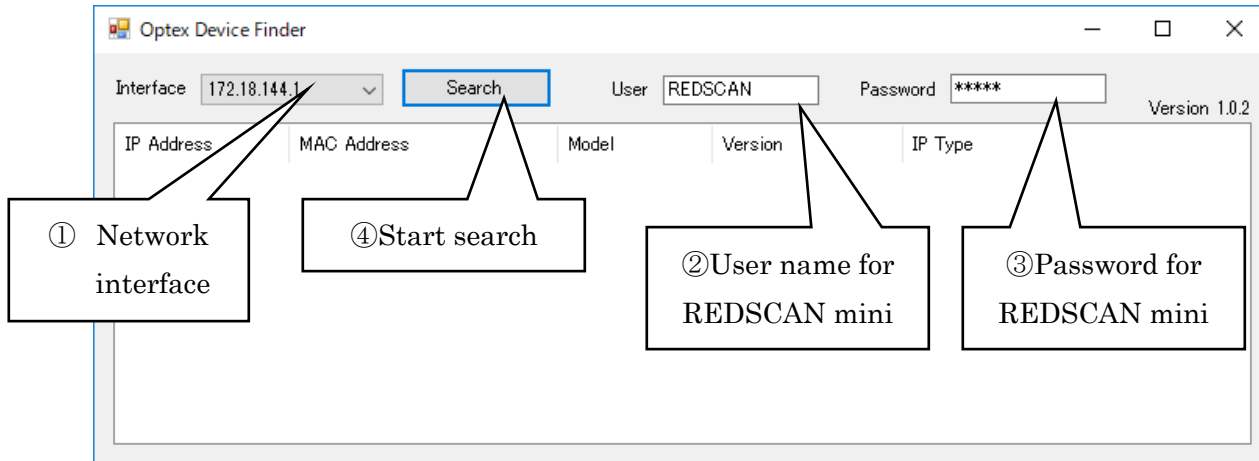 Optex Device Finder
Interface 172.18.144.1 Search User REDSCAN Password ***** Version 1.0.2
IP Address MAC Address Model Version IP Type
① Network
interface
④Start search
②User name for
REDSCAN mini
③Password for
REDSCAN mini